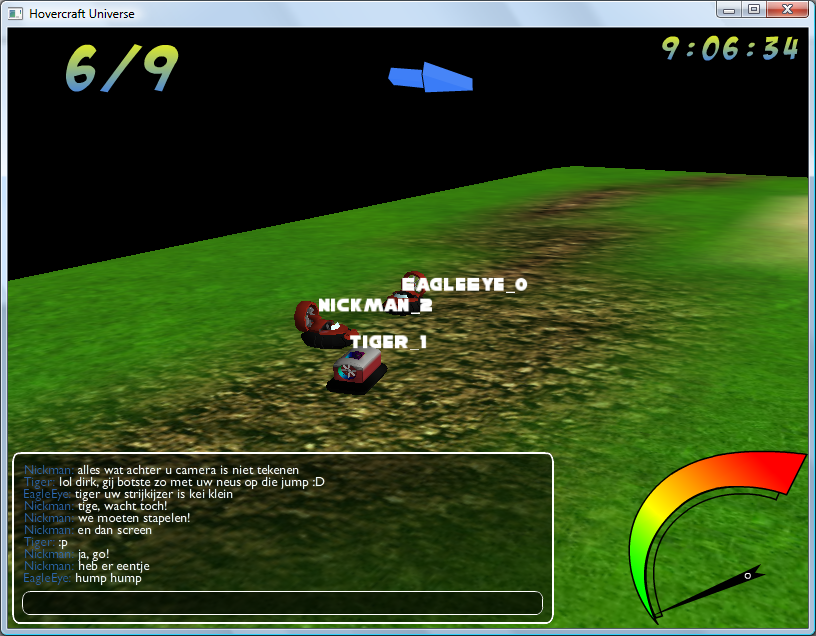 Hovercraft Universe
6/9
9:06:34
EAGLEEYE_0
NICKMAN_2
TIGER_1
Nickman: alles wat achter u camera is niet tekenen
Tiger: lol dirk, gij botste zo met uw neus op die jump :D
EagleEye: tiger uw strijkijzer is kei klein
Nickman: tige, wacht toch!
Nickman: we moeten stapelen!
Nickman: en dan screen
Tiger: :p
Nickman: ja, go!
Nickman: heb er eentje
EagleEye: hump hump